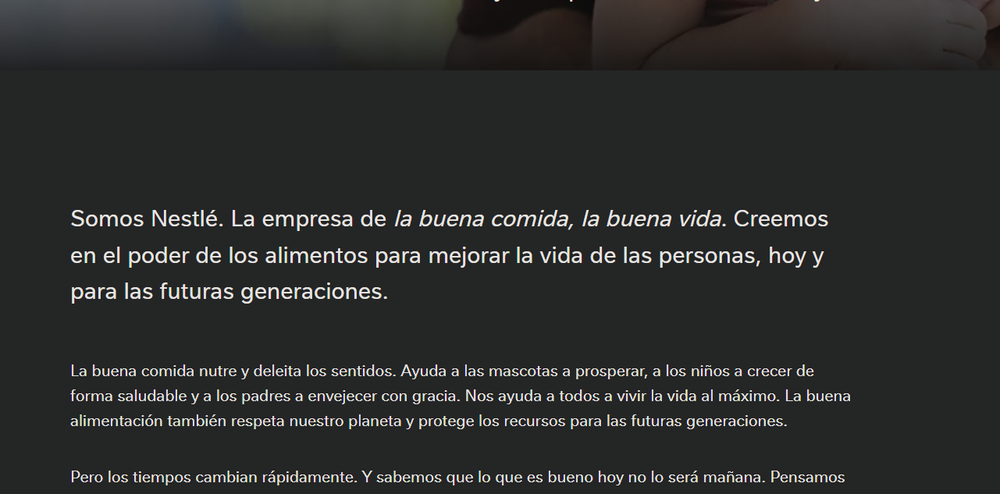 Somos Nestlé. La empresa de la buena comida, la buena vida. Creemos
en el poder de los alimentos para mejorar la vida de las personas, hoy y
para las futuras generaciones.
La buena comida nutre y deleita los sentidos. Ayuda a las mascotas a prosperar, a los niños a crecer de
forma saludable y a los padres a envejecer con gracia. Nos ayuda a todos a vivir la vida al máximo. La buena
alimentación también respeta nuestro planeta y protege los recursos para las futuras generaciones.
Pero los tiempos cambian rápidamente. Y sabemos que lo que es bueno hoy no lo será mañana. Pensamos